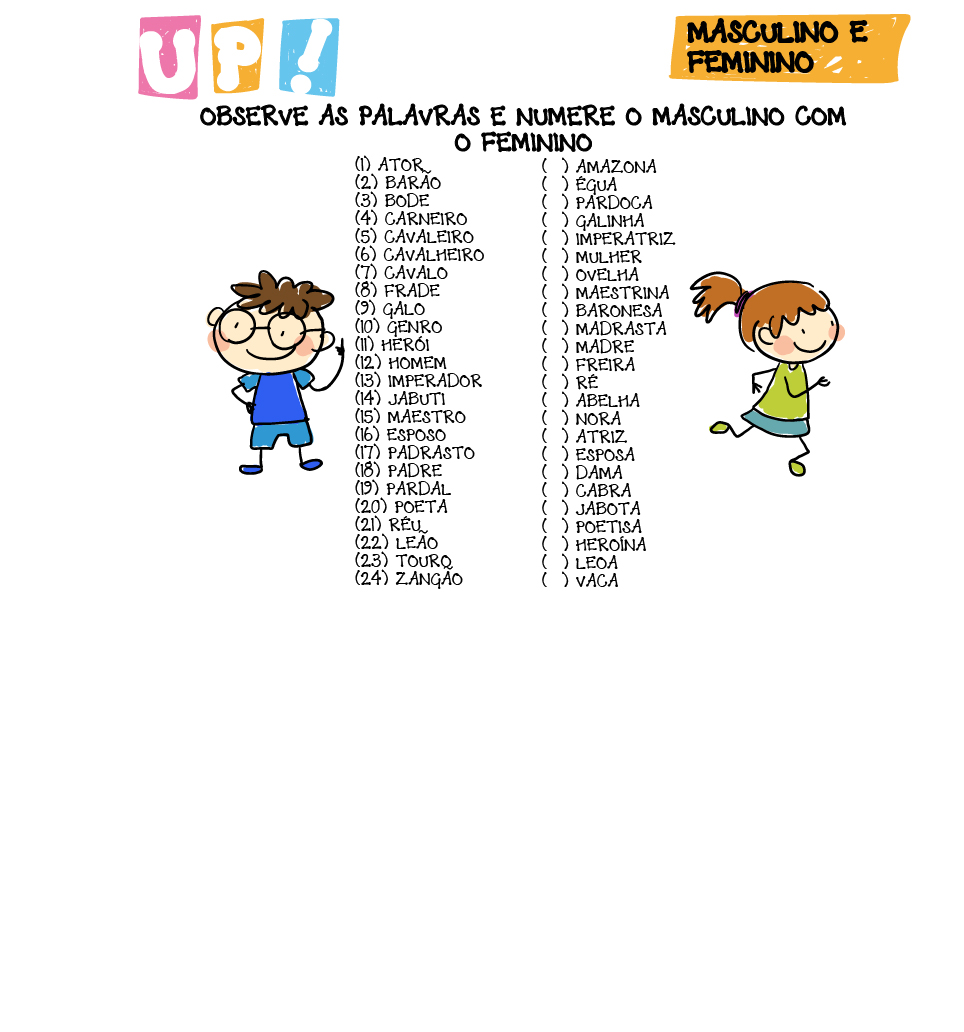 UP!
MASCULINO E
FEMININO
OBSERVE AS PALAVRAS E NUMERE O MASCULINO COM
O FEMININO
(1) ATOR
(2) BARÃO
(3) BODE
(4) CARNEIRO
(5) CAVALEIRO
(6) CAVALHEIRO
(7) CAVALO
(8) FRADE
(9) GALO
(10) GENRO
(11) HERÓI
(12) HOMEM
(13) IMPERADOR
(14) JABUTI
(15) MAESTRO
(16) ESPOSO
(17) PADRASTO
(18) PADRE
(19) PARDAL
(20) POETA
(21) RÉU
(22) LEÃO
(23) TOURO
(24) ZANGÃO
( ) AMAZONA
( ) ÉGUA
( ) PARDOCA
( ) GALINHA
( ) IMPERATRIZ
( ) MULHER
( ) OVELHA
( ) MAESTRINA
( ) BARONESA
( ) MADRASTA
( ) MADRE
( ) FREIRA
( ) RÉ
( ) ABELHA
( ) NORA
( ) ATRIZ
( ) ESPOSA
( ) DAMA
( ) CABRA
( ) JABOTA
( ) POETISA
( ) HEROÍNA
( ) LEOA
( ) VACA